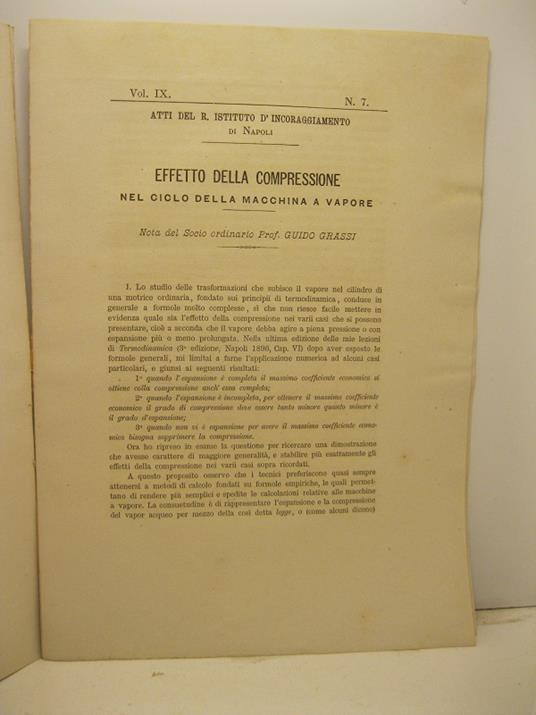 Vol. IX.
N. 7.
ATTI DEL R. ISTITUTO D' INCORAGGIAMENTO
DI NAPOLI
EFFETTO DELLA COMPRESSIONE
NEL CICLO DELLA MACCHINA A VAPORE
Nota del Socio ordinario Prof. GUIDO GRASSI
1. Lo studio delle trasformazioni che subisce il vapore nel cilindro di
una motrice ordinaria, fondato sui principii di termodinamica, conduce in
generale a formole molto complesse, sì che non riesce facile mettere in
evidenza quale sia l'effetto della compressione nei varii casi che si possono
presentare, cioè a seconda che il vapore debba agire a piena pressione o con
espansione più o meno prolungata. Nella ultima edizione delle mie lezioni
di Termodinamica (3ª edizione, Napoli 1896, Cap. VI) dopo aver esposto le
formole generali, mi limitai a farne l'applicazione numerica ad alcuni casi
particolari, e giunsi ai seguenti risultati:
1º quando l'espansione è completa il massimo coefficiente economico si
ottiene colla compressione anch' essa completa;
2º quando l'espansione è incompleta, per ottenere il massimo coefficiente
economico il grado di compressione deve essere tanto minore quanto minore è
il grado d'espansione;
3º quando non vi è espansione per avere il massimo coefficiente econo-
mico bisogna sopprimere la compressione.
Ora ho ripreso in esame la questione per ricercare una dimostrazione
che avesse carattere di maggiore generalità, e stabilire più esattamente gli
effetti della compressione nei varii casi sopra ricordati.
A questo proposito osservo che i tecnici preferiscono quasi sempre
attenersi a metodi di calcolo fondati su formole empiriche, le quali permet-
tano di rendere più semplici e spedite le calcolazioni relative alle macchine
a vapore. La consuetudine è di rappresentare l'espansione e la compressione
del vapor acqueo per mezzo della così detta legge, o (come alcuni dicono)